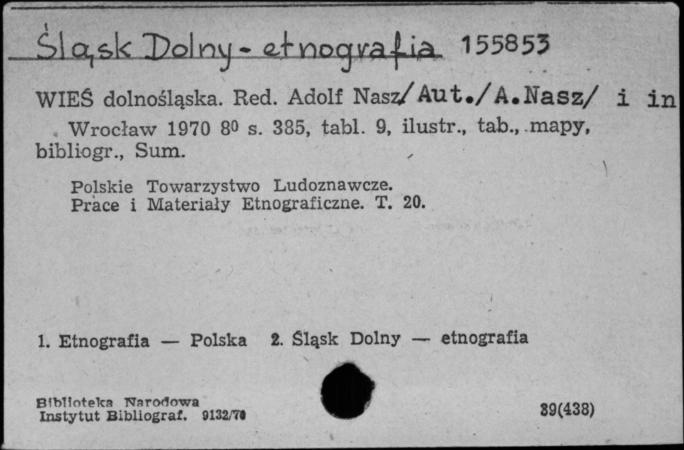 Śląsk Dolny - etnografia 155853
WIEŚ dolnośląska. Red. Adolf Nasz/Aut./A.Nasz/ i in
Wrocław 1970 8⁰ s. 385, tabl. 9, ilustr., tab., mapy,
bibliogr., Sum.
Polskie Towarzystwo Ludoznawcze.
Prace i Materiały Etnograficzne. T. 20.
1. Etnografia — Polska 2. Śląsk Dolny — etnografia
Biblioteka Narodowa
Instytut Bibliograf. 9132/70
39(438)